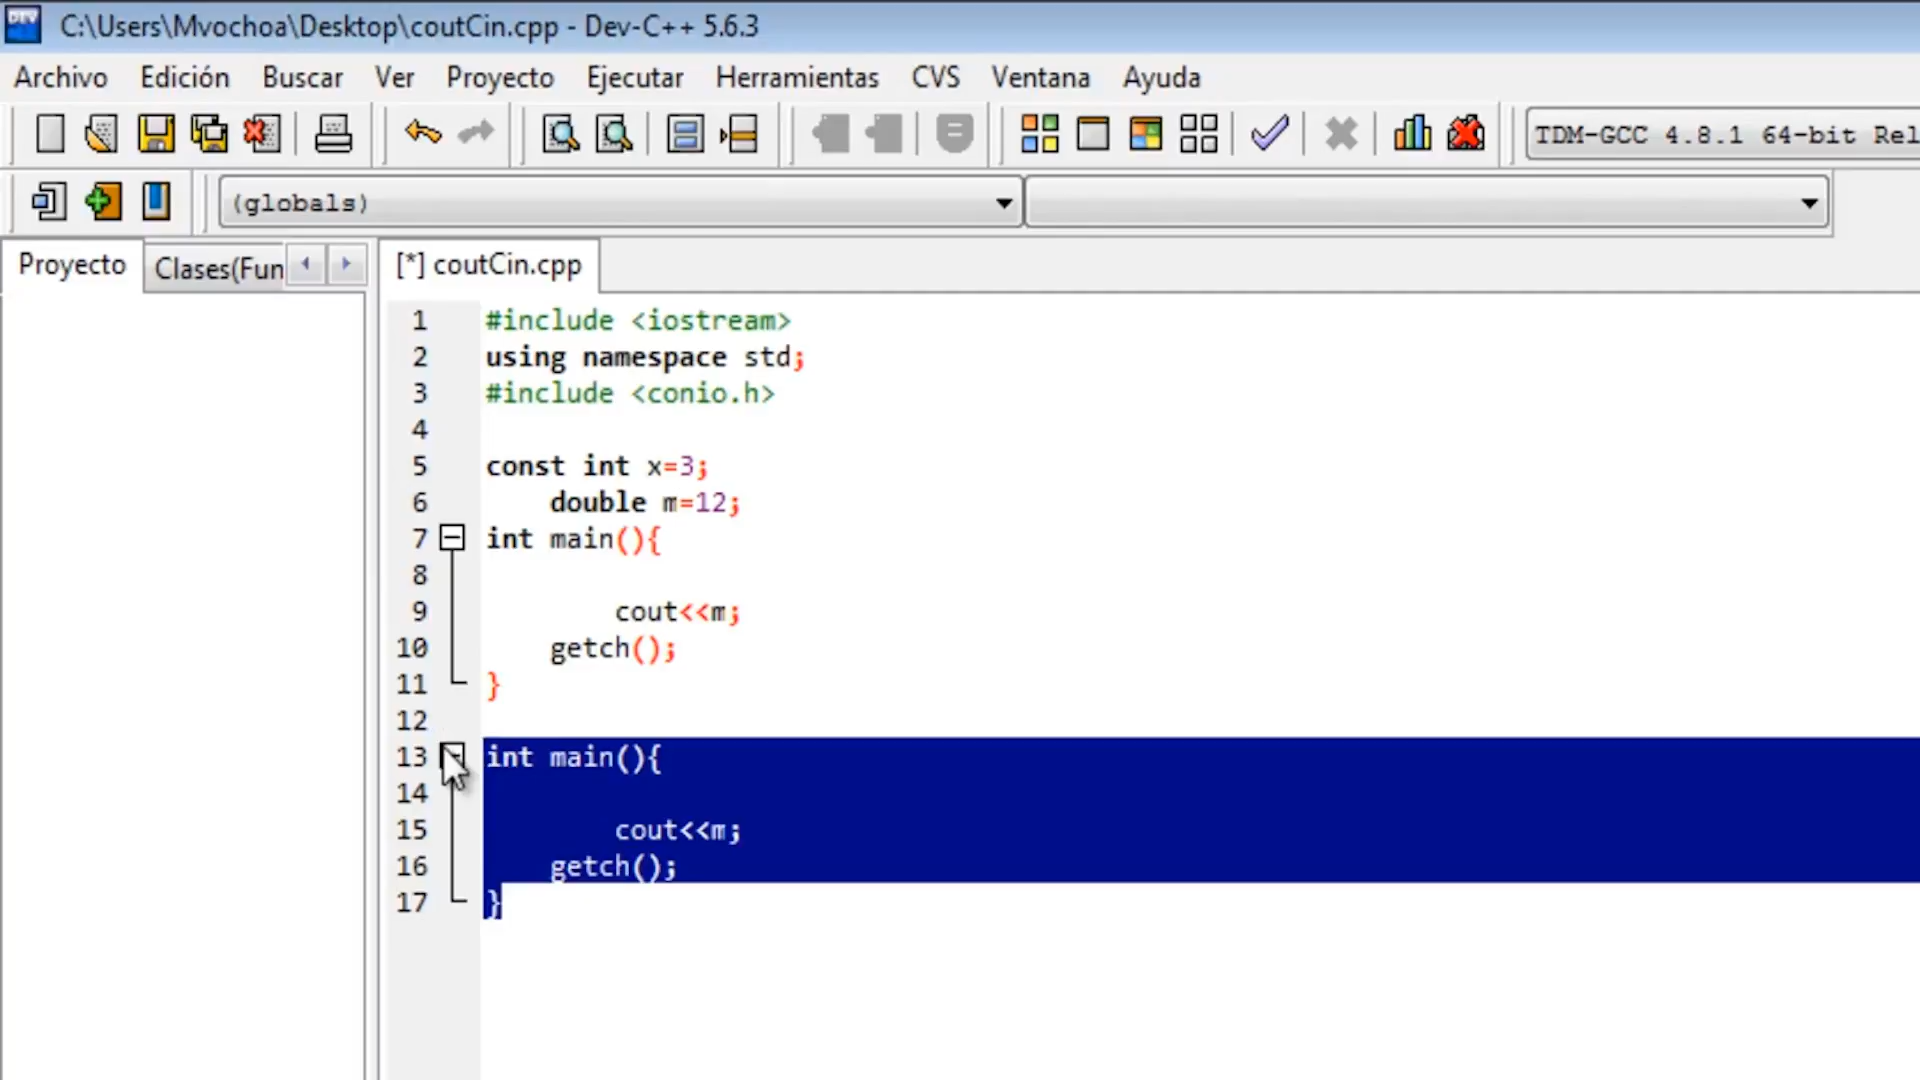 DEV
C:\Users\Mvochoa\Desktop\coutCin.cpp - Dev-C++ 5.6.3
Archivo Edición Buscar Ver Proyecto Ejecutar Herramientas CVS Ventana Ayuda
TDM-GCC 4.8.1 64-bit Rel
(globals)
Proyecto Clases(Fun
[*] coutCin.cpp
1 #include <iostream>
2 using namespace std;
3 #include <conio.h>
4
5 const int x=3;
6 double m=12;
7 int main(){
8
9 cout<<m;
10 getch();
11 }
12
13 int main(){
14
15 cout<<m;
16 getch();
17 }